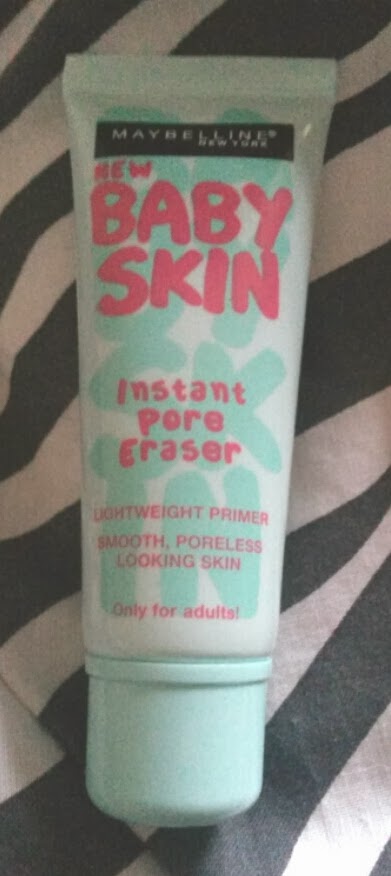 MAYBELLINE®
NEW YORK
NEW
BABY
SKIN
Instant
Pore
Eraser
LIGHTWEIGHT PRIMER
SMOOTH, PORELESS
LOOKING SKIN
Only for adults!